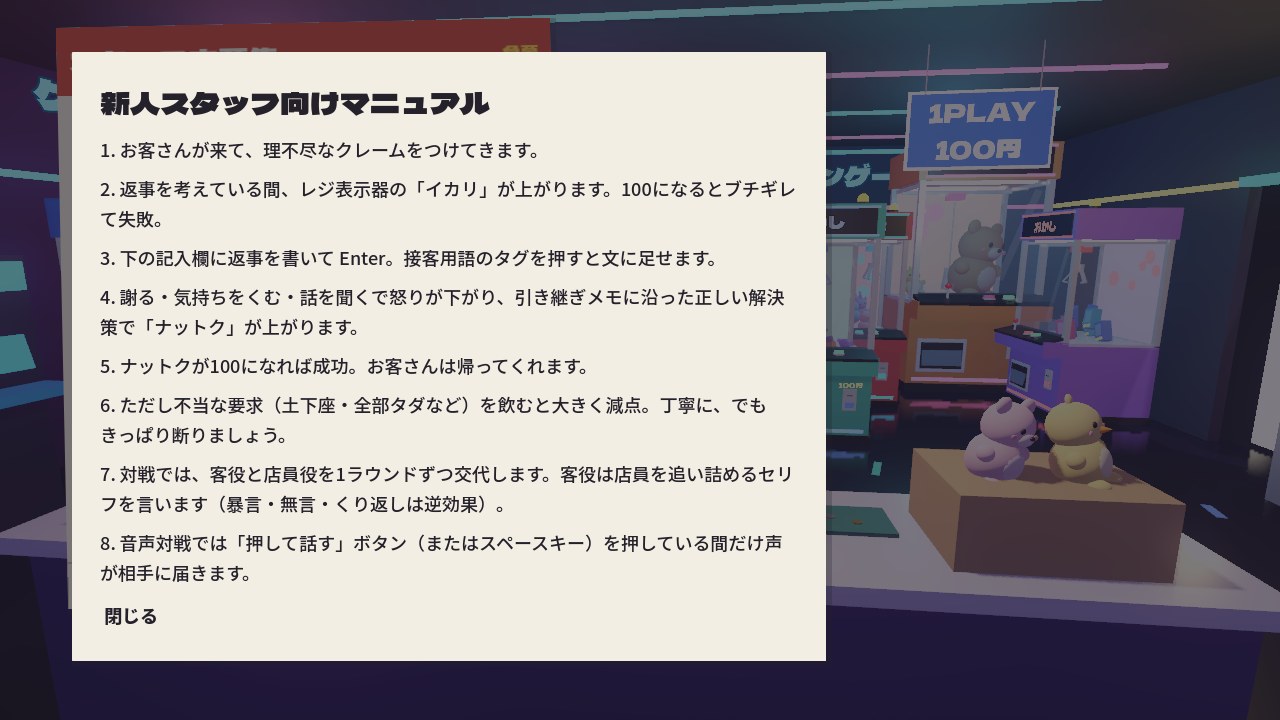 新人スタッフ向けマニュアル
1. お客さんが来て、理不尽なクレームをつけてきます。
2. 返事を考えている間、レジ表示器の「イカリ」が上がります。100になるとブチギレ
て失敗。
3. 下の記入欄に返事を書いて Enter。接客用語のタグを押すと文に足せます。
4. 謝る・気持ちをくむ・話を聞くで怒りが下がり、引き継ぎメモに沿った正しい解決
策で「ナットク」が上がります。
5. ナットクが100になれば成功。お客さんは帰ってくれます。
6. ただし不当な要求（土下座・全部タダなど）を飲むと大きく減点。丁寧に、でも
きっぱり断りましょう。
7. 対戦では、客役と店員役を1ラウンドずつ交代します。客役は店員を追い詰めるセリ
フを言います（暴言・無言・くり返しは逆効果）。
8. 音声対戦では「押して話す」ボタン（またはスペースキー）を押している間だけ声
が相手に届きます。
閉じる
1PLAY
100円
おかし
100円